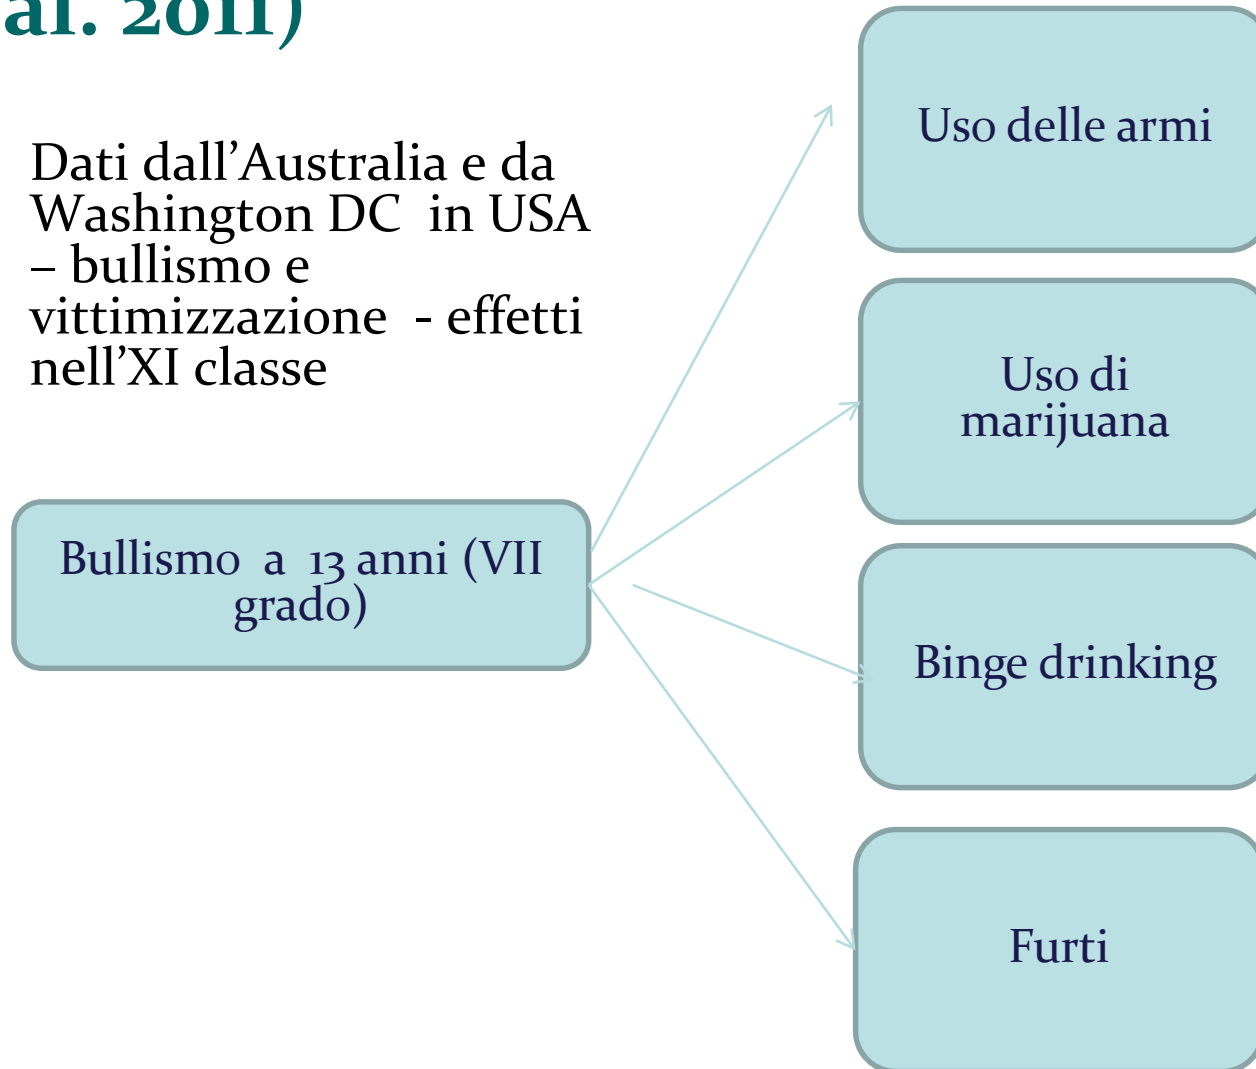 al. 2011)
Dati dall’Australia e da
Washington DC  in USA
– bullismo e
vittimizzazione  - effetti
nell’XI classe
Bullismo  a  13 anni (VII
grado)
Uso delle armi
Uso di
marijuana
Binge drinking
Furti